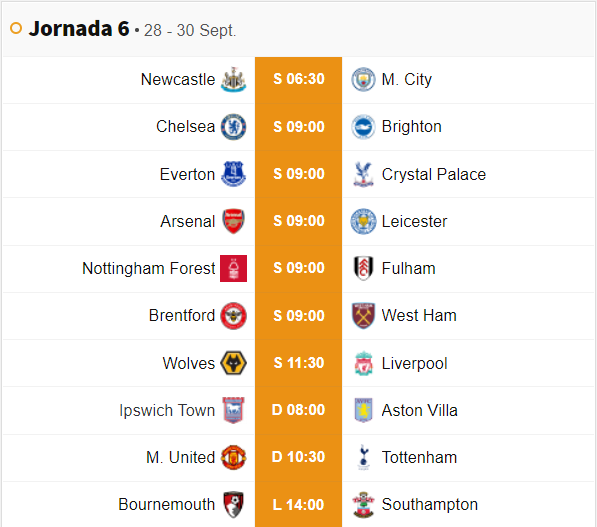 Jornada 6 • 28 - 30 Sept.
Newcastle S 06:30 M. City
Chelsea S 09:00 Brighton
Everton S 09:00 Crystal Palace
Arsenal S 09:00 Leicester
Nottingham Forest S 09:00 Fulham
Brentford S 09:00 West Ham
Wolves S 11:30 Liverpool
Ipswich Town D 08:00 Aston Villa
M. United D 10:30 Tottenham
Bournemouth L 14:00 Southampton